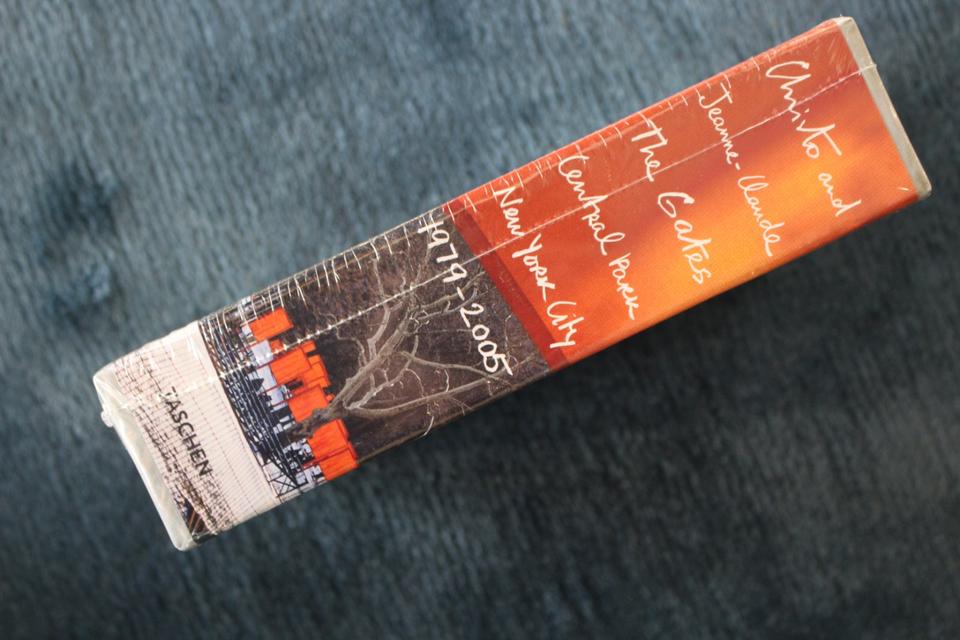 Christo and
Jeanne-Claude
The Gates
Central Park
New York City
1979-2005
TASCHEN